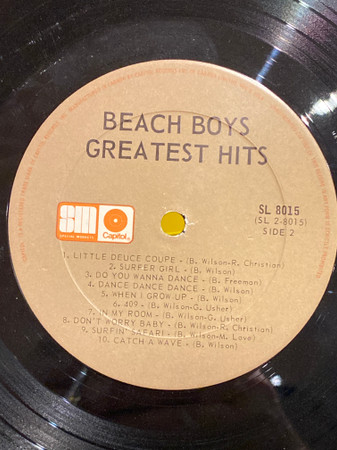 BEACH BOYS
GREATEST HITS
SM
Capitol
SL 8015
(SL 2-8015)
SIDE 2
1. LITTLE DEUCE COUPE - (B. Wilson-R. Christian)
2. SURFER GIRL - (B. Wilson)
3. DO YOU WANNA DANCE - (B. Freeman)
4. DANCE DANCE DANCE - (B. Wilson)
5. WHEN I GROW UP - (B. Wilson)
6. 409 - (B. Wilson-G. Usher)
7. IN MY ROOM - (B. Wilson-G. Usher)
8. DON'T WORRY BABY - (B. Wilson-R. Christian)
9. SURFIN' SAFARI - (B. Wilson-M. Love)
10. CATCH A WAVE - (B. Wilson)